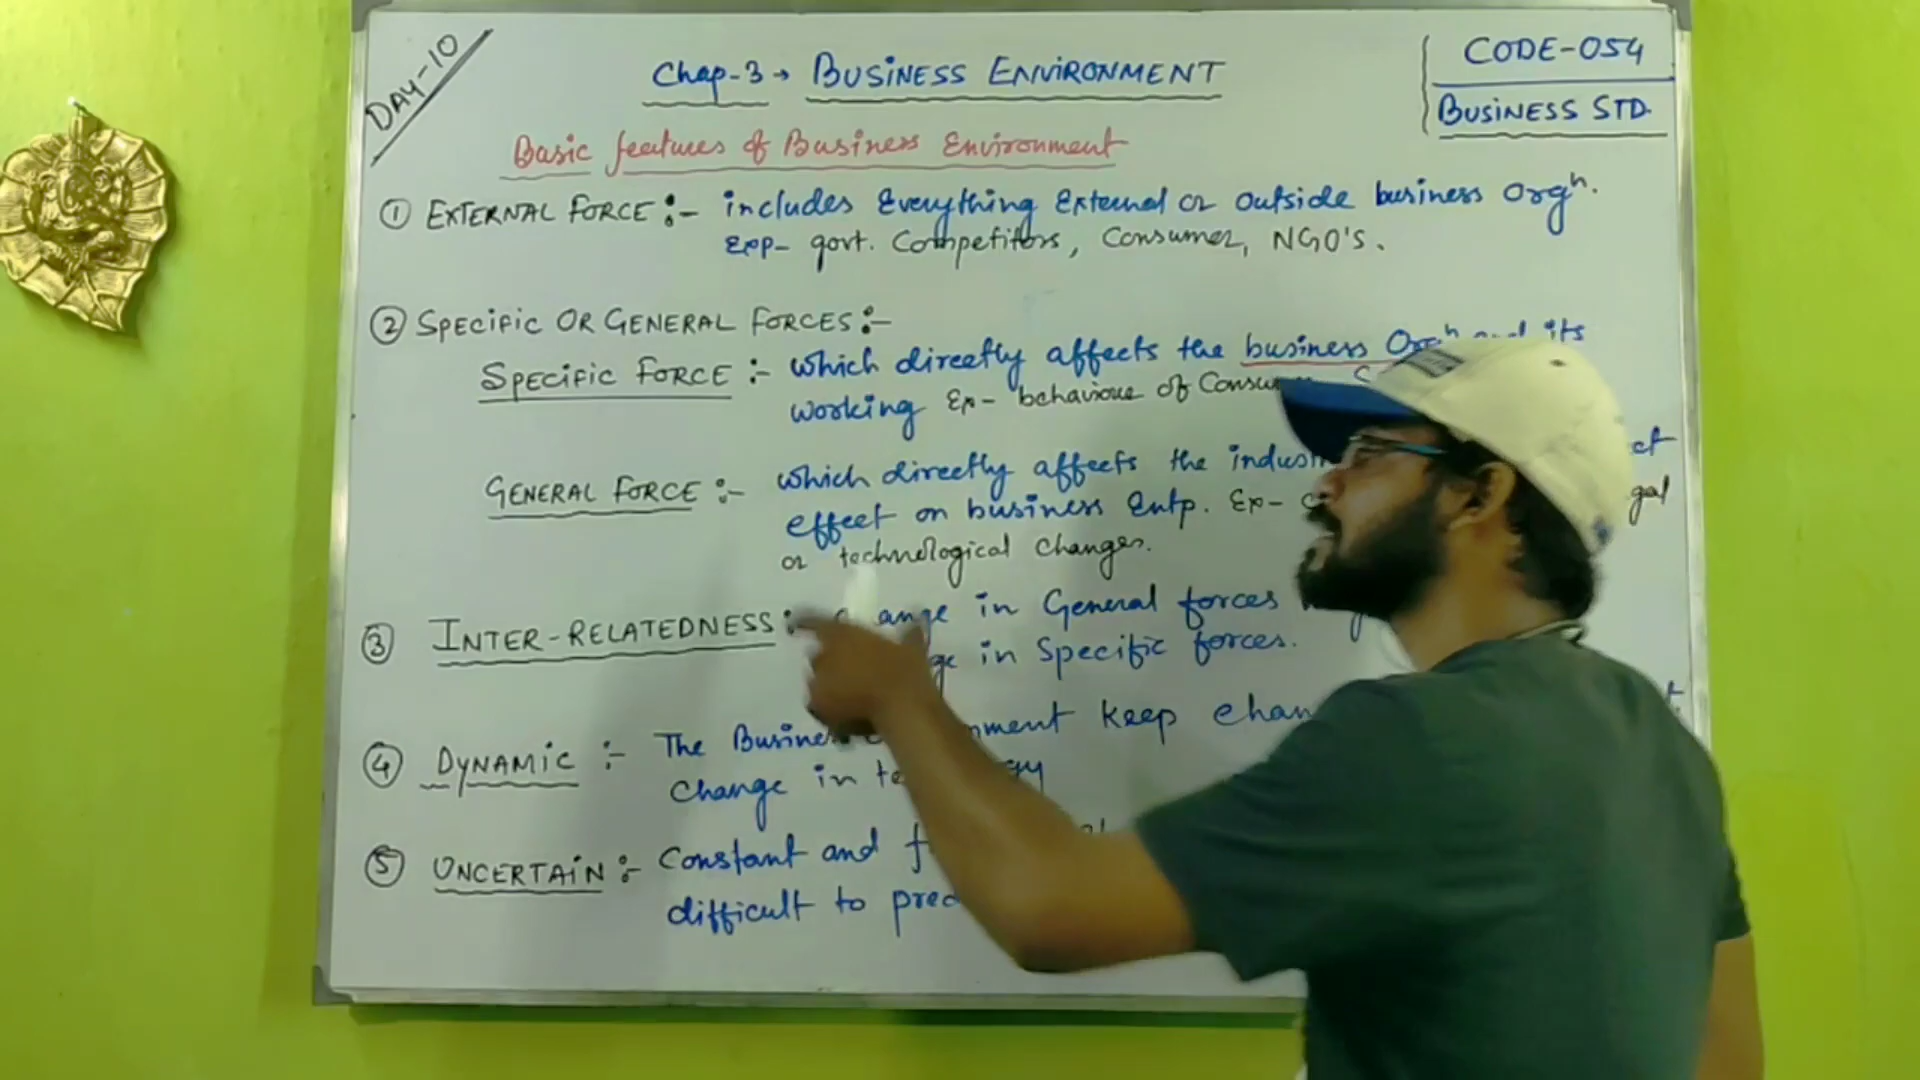 DAY-10
Chap-3 → BUSINESS ENVIRONMENT
CODE-054
BUSINESS STD.
Basic features of Business Environment
① EXTERNAL FORCE :- includes Everything External or outside business Orgn.
Exp- govt. Competitors, Consumer, NGO'S.
② SPECIFIC OR GENERAL FORCES :-
SPECIFIC FORCE :- which directly affects the business its
working Ex- behaviour of
GENERAL FORCE :- which directly affects the
effect on business Entp. Ex-
or technological changes.
③ INTER-RELATEDNESS :- in General forces
in Specific forces.
④ DYNAMIC :- The keep
change in
⑤ UNCERTAIN :- Constant and
difficult to